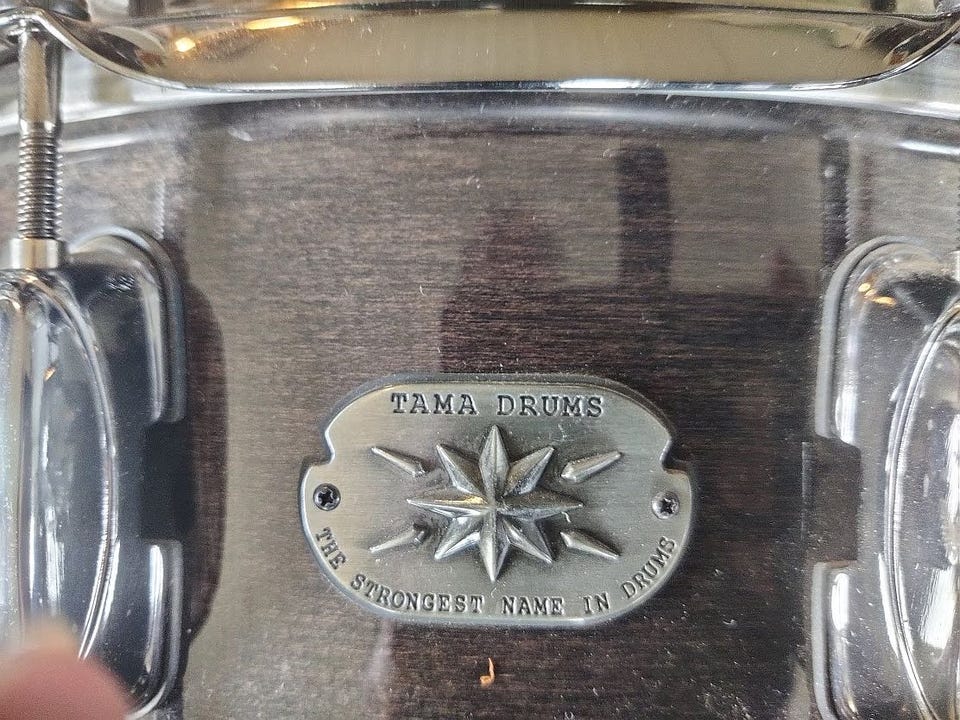 TAMA DRUMS
THE STRONGEST NAME IN DRUMS